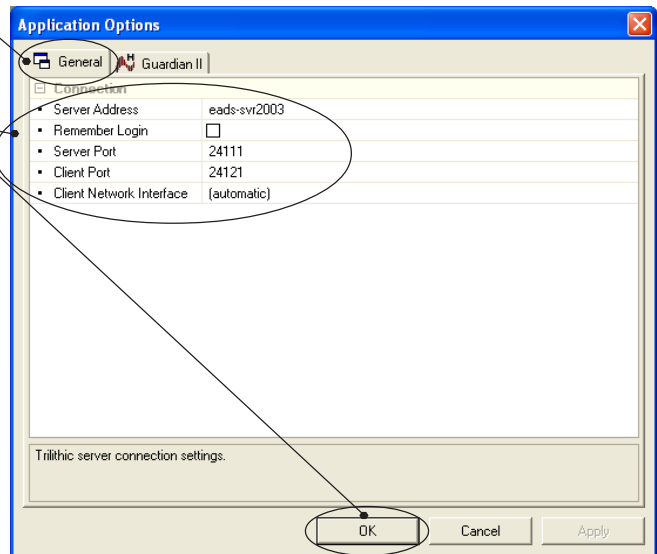 Application Options
General Guardian II
Connection
Server Address eads-svr2003
Remember Login
Server Port 24111
Client Port 24121
Client Network Interface (automatic)
Trilithic server connection settings.
OK Cancel Apply